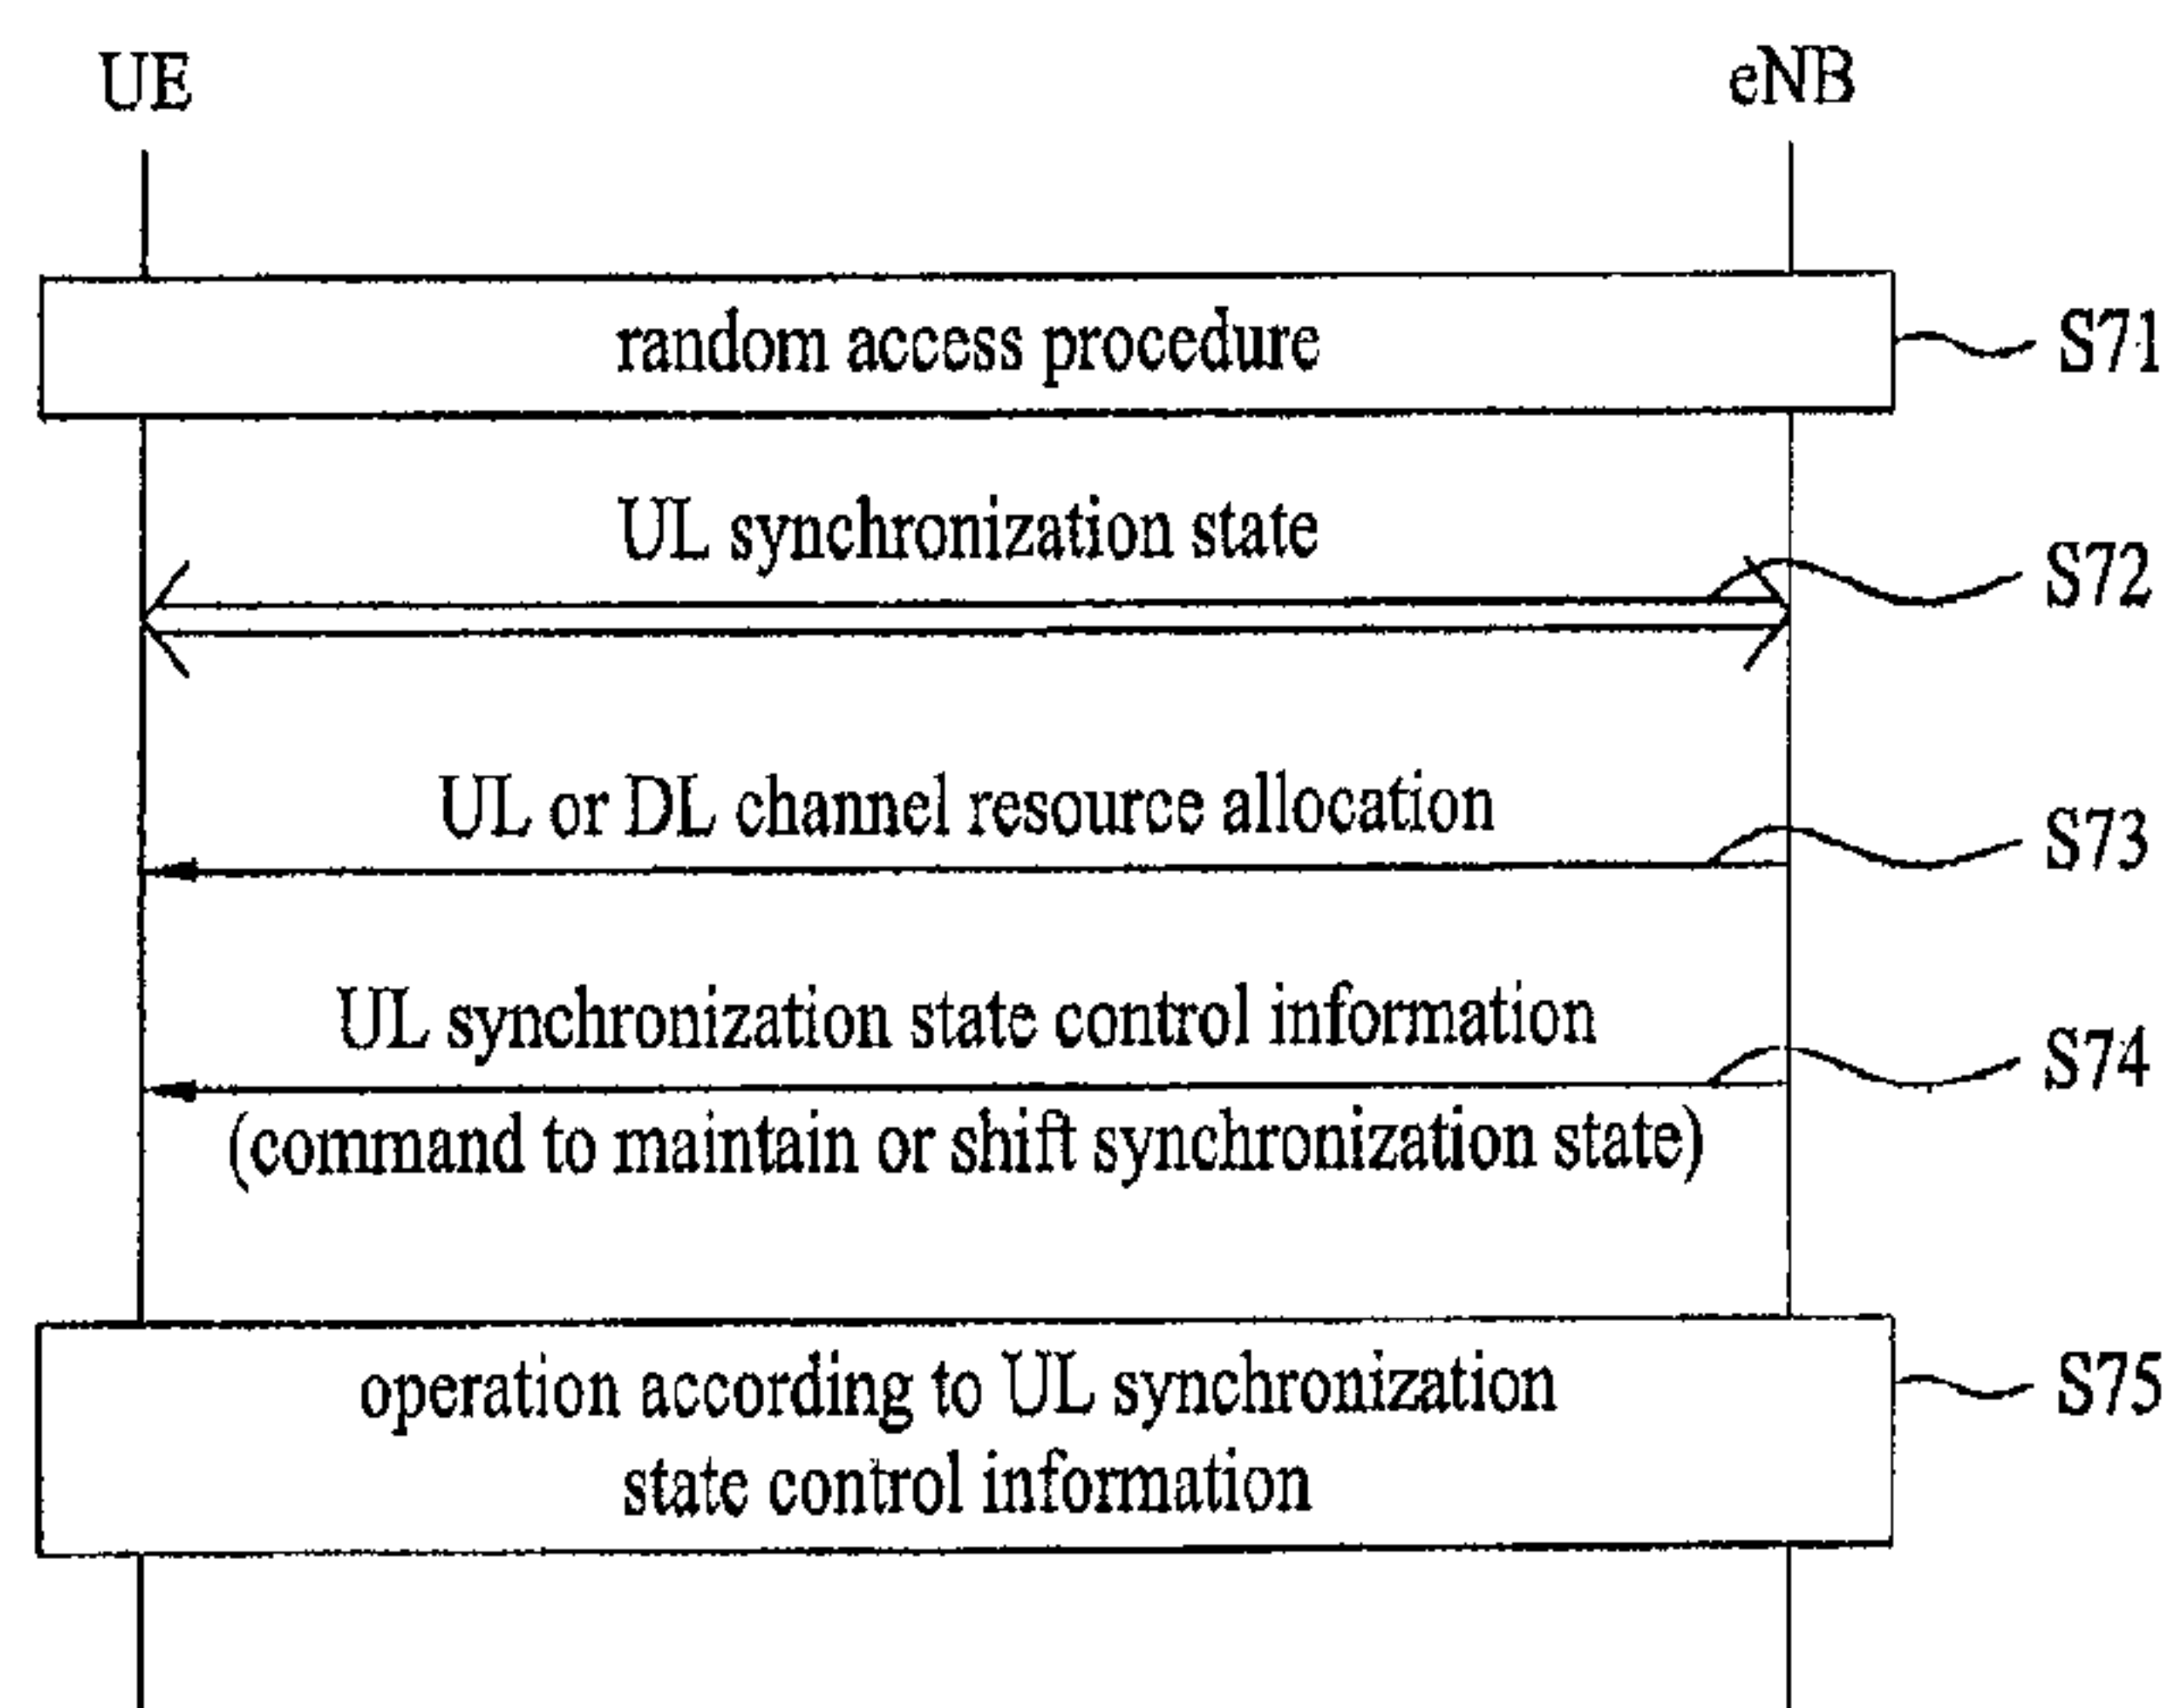 UE
eNB
random access procedure
S71
UL synchronization state
S72
UL or DL channel resource allocation
S73
UL synchronization state control information
S74
(command to maintain or shift synchronization state)
operation according to UL synchronization
state control information
S75